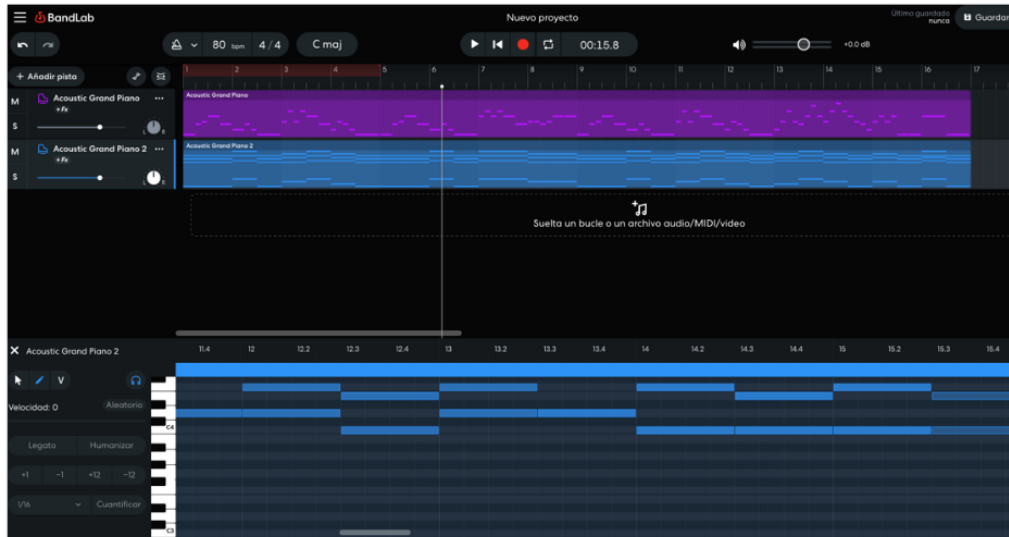 BandLab
Nuevo proyecto
Último guardado
nunca
Guardar
80 bpm
4/4
C maj
00:15.8
+0.0 dB
+ Añadir pista
1 2 3 4 5 6 7 8 9 10 11 12 13 14 15 16 17
M
Acoustic Grand Piano
...
+Fx
S
L R
Acoustic Grand Piano
M
Acoustic Grand Piano 2
...
+Fx
S
L R
Acoustic Grand Piano 2
Suelta un bucle o un archivo audio/MIDI/video
X Acoustic Grand Piano 2
11.4 12 12.2 12.3 12.4 13 13.2 13.3 13.4 14 14.2 14.3 14.4 15 15.2 15.3 15.4
V
Velocidad: 0
Aleatorio
C4
Legato
Humanizar
+1 −1 +12 −12
1/16
Cuantificar
C3